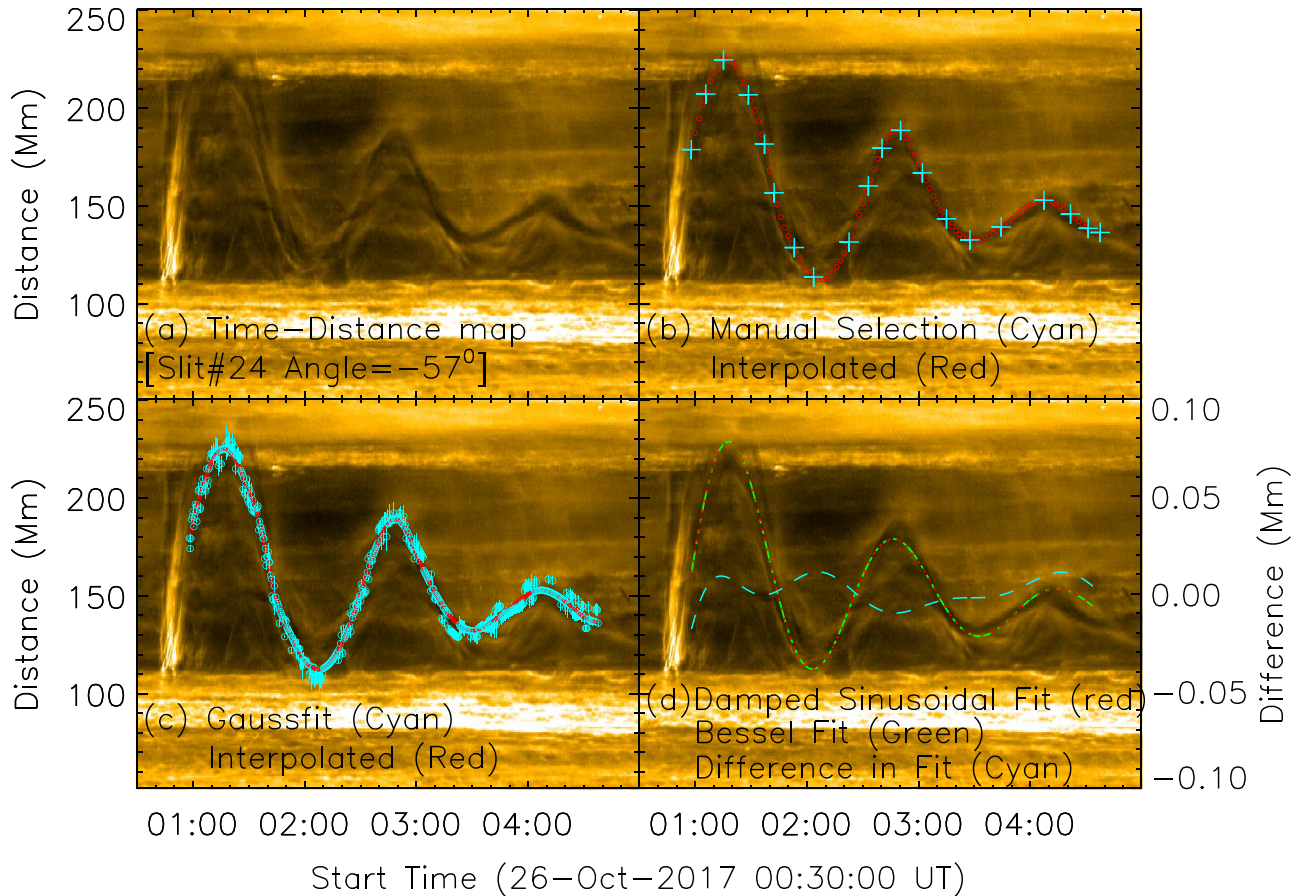 250
200
150
100
Distance (Mm)
(a) Time-Distance map
[Slit#24 Angle=-57⁰]
(b) Manual Selection (Cyan)
Interpolated (Red)
250
200
150
100
Distance (Mm)
(c) Gaussfit (Cyan)
Interpolated (Red)
(d)Damped Sinusoidal Fit (red)
Bessel Fit (Green)
Difference in Fit (Cyan)
0.10
0.05
0.00
-0.05
-0.10
Difference (Mm)
01:00 02:00 03:00 04:00
01:00 02:00 03:00 04:00
Start Time (26-Oct-2017 00:30:00 UT)